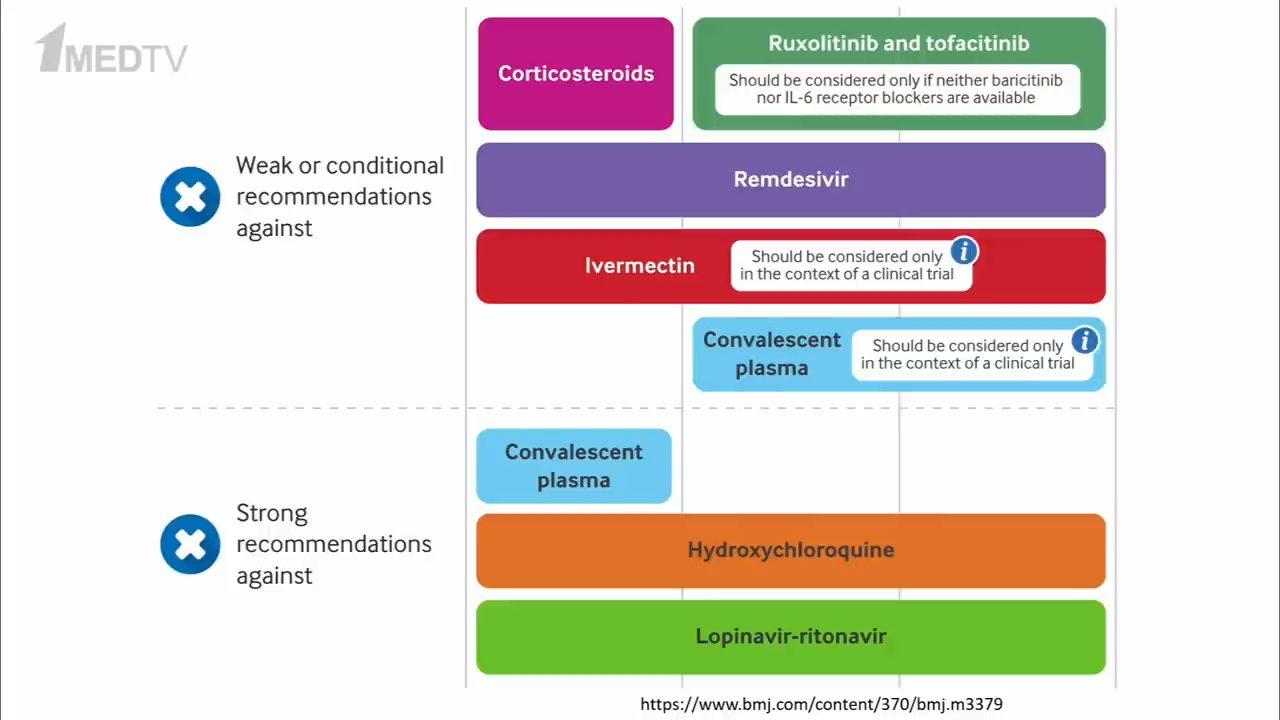 1MEDTV
Corticosteroids
Ruxolitinib and tofacitinib
Should be considered only if neither baricitinib
nor IL-6 receptor blockers are available
Weak or conditional
recommendations
against
Remdesivir
Ivermectin
Should be considered only
in the context of a clinical trial
i
Convalescent
plasma
Should be considered only
in the context of a clinical trial
i
Strong
recommendations
against
Convalescent
plasma
Hydroxychloroquine
Lopinavir-ritonavir
https://www.bmj.com/content/370/bmj.m3379